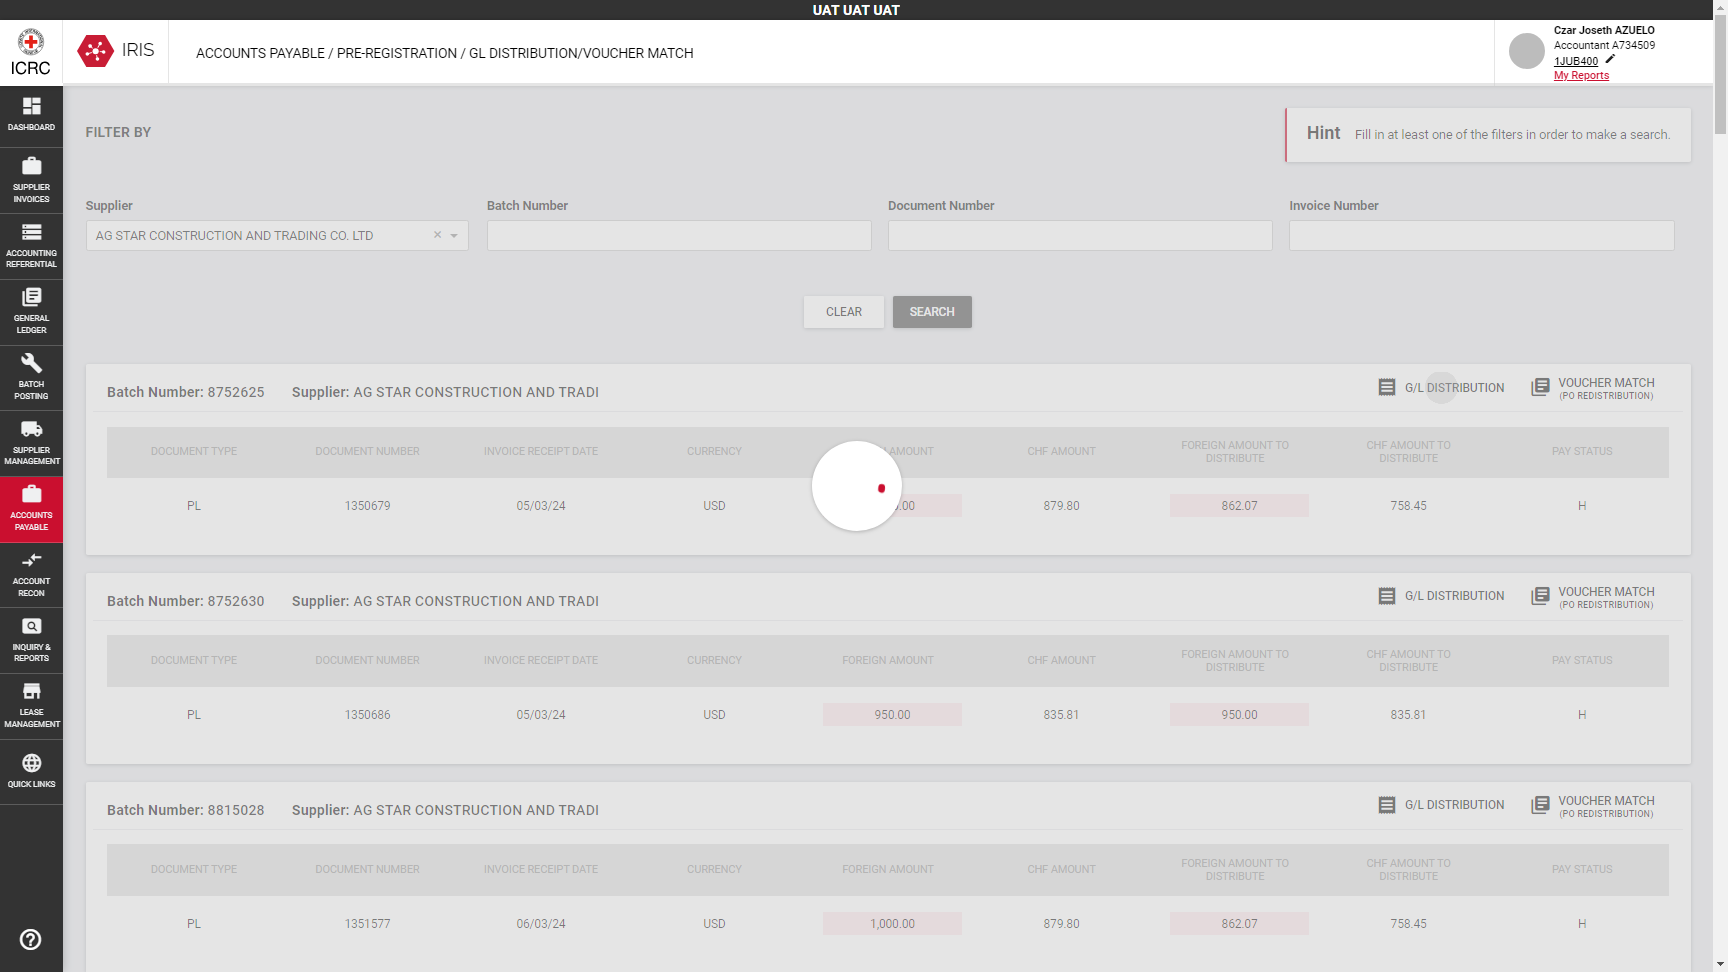 UAT UAT UAT
ICRC
IRIS
ACCOUNTS PAYABLE / PRE-REGISTRATION / GL DISTRIBUTION/VOUCHER MATCH
Czar Joseth AZUELO
Accountant A734509
1JUB400
My Reports
DASHBOARD
SUPPLIER
INVOICES
ACCOUNTING
REFERENTIAL
GENERAL
LEDGER
BATCH
POSTING
SUPPLIER
MANAGEMENT
ACCOUNTS
PAYABLE
ACCOUNT
RECON
INQUIRY &
REPORTS
LEASE
MANAGEMENT
QUICK LINKS
FILTER BY
Hint Fill in at least one of the filters in order to make a search.
Supplier Batch Number Document Number Invoice Number
AG STAR CONSTRUCTION AND TRADING CO. LTD
CLEAR SEARCH
Batch Number: 8752625 Supplier: AG STAR CONSTRUCTION AND TRADI G/L DISTRIBUTION VOUCHER MATCH
(PO REDISTRIBUTION)
DOCUMENT TYPE DOCUMENT NUMBER INVOICE RECEIPT DATE CURRENCY AMOUNT CHF AMOUNT FOREIGN AMOUNT TO DISTRIBUTE CHF AMOUNT TO DISTRIBUTE PAY STATUS
PL 1350679 05/03/24 USD .00 879.80 862.07 758.45 H
Batch Number: 8752630 Supplier: AG STAR CONSTRUCTION AND TRADI G/L DISTRIBUTION VOUCHER MATCH
(PO REDISTRIBUTION)
DOCUMENT TYPE DOCUMENT NUMBER INVOICE RECEIPT DATE CURRENCY FOREIGN AMOUNT CHF AMOUNT FOREIGN AMOUNT TO DISTRIBUTE CHF AMOUNT TO DISTRIBUTE PAY STATUS
PL 1350686 05/03/24 USD 950.00 835.81 950.00 835.81 H
Batch Number: 8815028 Supplier: AG STAR CONSTRUCTION AND TRADI G/L DISTRIBUTION VOUCHER MATCH
(PO REDISTRIBUTION)
DOCUMENT TYPE DOCUMENT NUMBER INVOICE RECEIPT DATE CURRENCY FOREIGN AMOUNT CHF AMOUNT FOREIGN AMOUNT TO DISTRIBUTE CHF AMOUNT TO DISTRIBUTE PAY STATUS
PL 1351577 06/03/24 USD 1,000.00 879.80 862.07 758.45 H